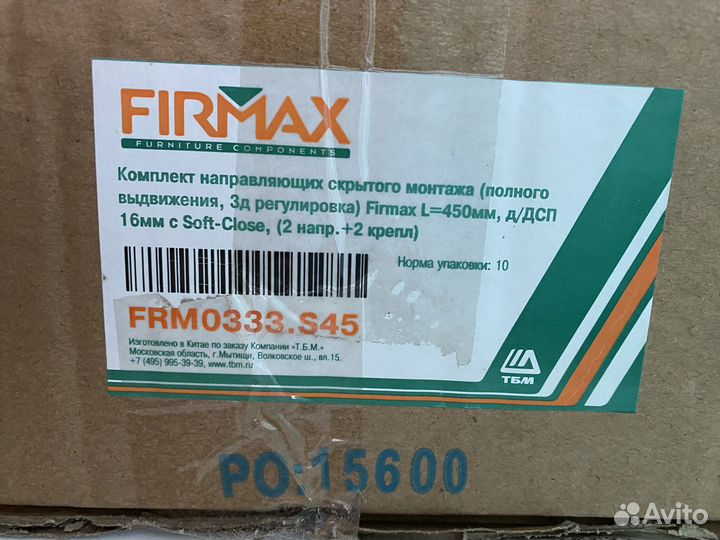 FIRMAX
FURNITURE COMPONENTS
Комплект направляющих скрытого монтажа (полного
выдвижения, 3д регулировка) Firmax L=450мм, д/ДСП
16мм с Soft-Close, (2 напр.+2 крепл)
Норма упаковки: 10
FRM0333.S45
Изготовлено в Китае по заказу Компании «Т.Б.М.»
Московская область, г.Мытищи, Волковское ш., вл.15.
+7 (495) 995-39-39, www.tbm.ru
ТБМ
PO:15600
Avito